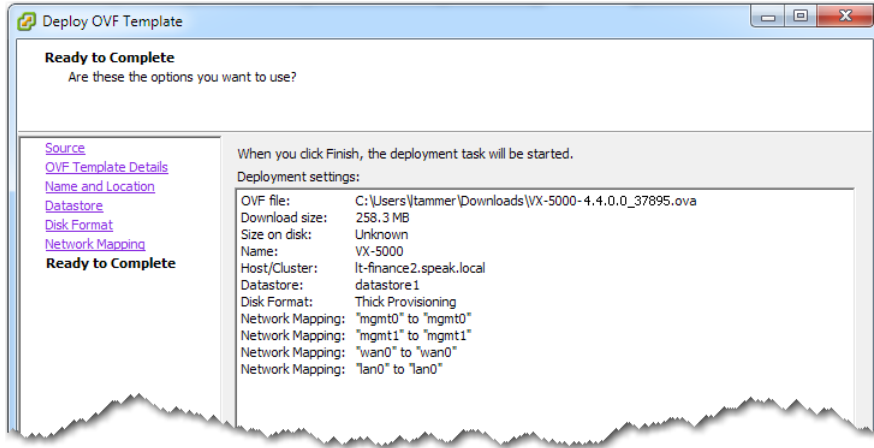 Deploy OVF Template
Ready to Complete
Are these the options you want to use?
Source
OVF Template Details
Name and Location
Datastore
Disk Format
Network Mapping
Ready to Complete
When you click Finish, the deployment task will be started.
Deployment settings:
OVF file: C:\Users\ltammer\Downloads\VX-5000-4.4.0.0_37895.ova
Download size: 258.3 MB
Size on disk: Unknown
Name: VX-5000
Host/Cluster: lt-finance2.speak.local
Datastore: datastore1
Disk Format: Thick Provisioning
Network Mapping: "mgmt0" to "mgmt0"
Network Mapping: "mgmt1" to "mgmt1"
Network Mapping: "wan0" to "wan0"
Network Mapping: "lan0" to "lan0"